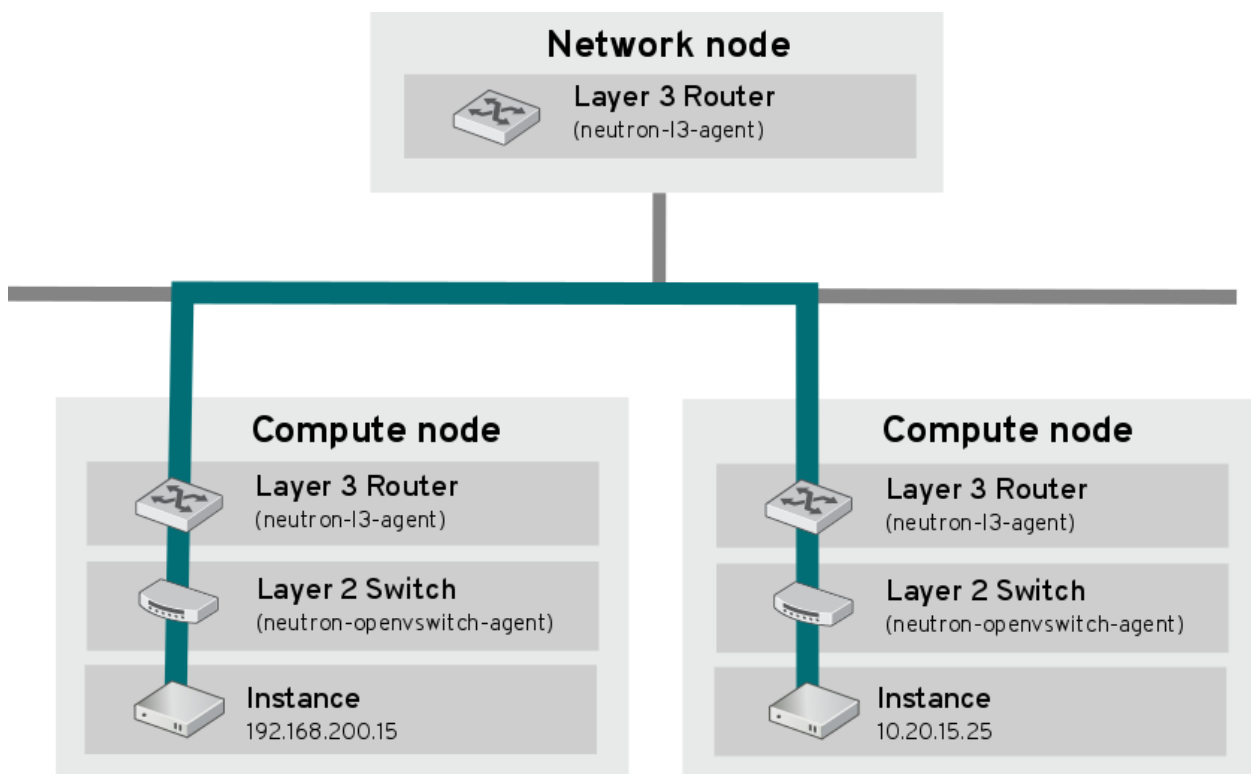 Network node
Layer 3 Router
(neutron-l3-agent)
Compute node
Layer 3 Router
(neutron-l3-agent)
Layer 2 Switch
(neutron-openvswitch-agent)
Instance
192.168.200.15
Compute node
Layer 3 Router
(neutron-l3-agent)
Layer 2 Switch
(neutron-openvswitch-agent)
Instance
10.20.15.25